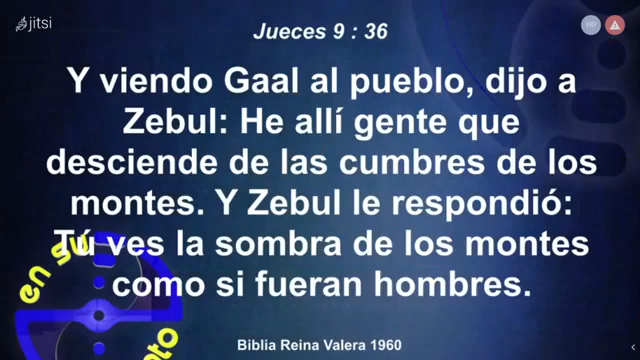 jitsi
HD
Jueces 9 : 36
Y viendo Gaal al pueblo, dijo a
Zebul: He allí gente que
desciende de las cumbres de los
montes. Y Zebul le respondió:
Tú ves la sombra de los montes
como si fueran hombres.
en su
Biblia Reina Valera 1960